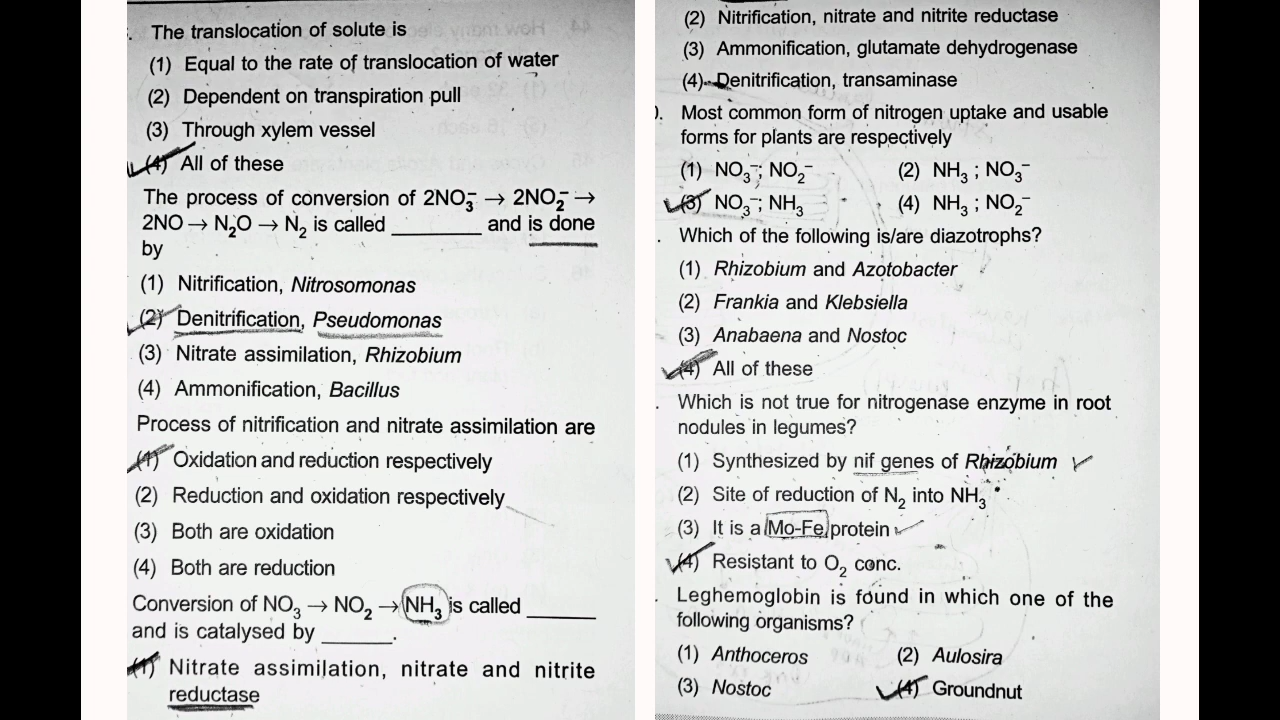 . The translocation of solute is
(1) Equal to the rate of translocation of water
(2) Dependent on transpiration pull
(3) Through xylem vessel
(4) All of these
The process of conversion of 2NO₃⁻ → 2NO₂⁻ →
2NO → N₂O → N₂ is called ________ and is done
by
(1) Nitrification, Nitrosomonas
(2) Denitrification, Pseudomonas
(3) Nitrate assimilation, Rhizobium
(4) Ammonification, Bacillus
Process of nitrification and nitrate assimilation are
(1) Oxidation and reduction respectively
(2) Reduction and oxidation respectively
(3) Both are oxidation
(4) Both are reduction
Conversion of NO₃ → NO₂ → NH₃ is called ______
and is catalysed by ______.
(1) Nitrate assimilation, nitrate and nitrite
reductase
(2) Nitrification, nitrate and nitrite reductase
(3) Ammonification, glutamate dehydrogenase
(4) Denitrification, transaminase
. Most common form of nitrogen uptake and usable
forms for plants are respectively
(1) NO₃⁻; NO₂⁻ (2) NH₃ ; NO₃⁻
(3) NO₃⁻; NH₃ (4) NH₃ ; NO₂⁻
. Which of the following is/are diazotrophs?
(1) Rhizobium and Azotobacter
(2) Frankia and Klebsiella
(3) Anabaena and Nostoc
(4) All of these
. Which is not true for nitrogenase enzyme in root
nodules in legumes?
(1) Synthesized by nif genes of Rhizobium
(2) Site of reduction of N₂ into NH₃
(3) It is a Mo-Fe protein
(4) Resistant to O₂ conc.
. Leghemoglobin is found in which one of the
following organisms?
(1) Anthoceros (2) Aulosira
(3) Nostoc (4) Groundnut